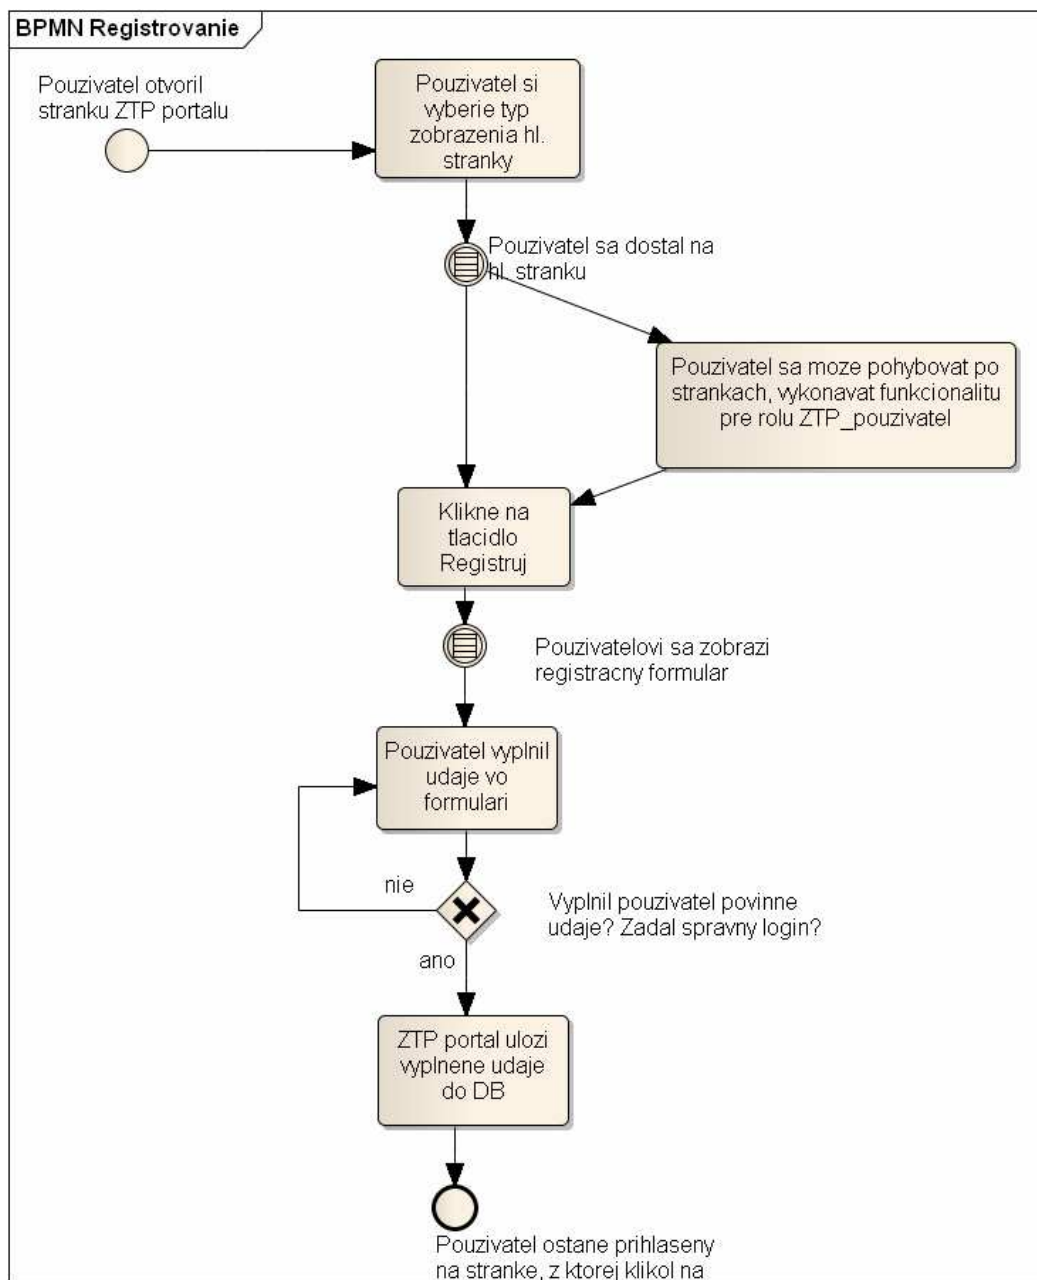 BPMN Registrovanie
Pouzivatel otvoril
stranku ZTP portalu
Pouzivatel si
vyberie typ
zobrazenia hl.
stranky
Pouzivatel sa dostal na
hl. stranku
Pouzivatel sa moze pohybovat po
strankach, vykonavat funkcionalitu
pre rolu ZTP_pouzivatel
Klikne na
tlacidlo
Registruj
Pouzivatelovi sa zobrazi
registracny formular
Pouzivatel vyplnil
udaje vo
formulari
nie
Vyplnil pouzivatel povinne
udaje? Zadal spravny login?
ano
ZTP portal ulozi
vyplnene udaje
do DB
Pouzivatel ostane prihlaseny
na stranke, z ktorej klikol na